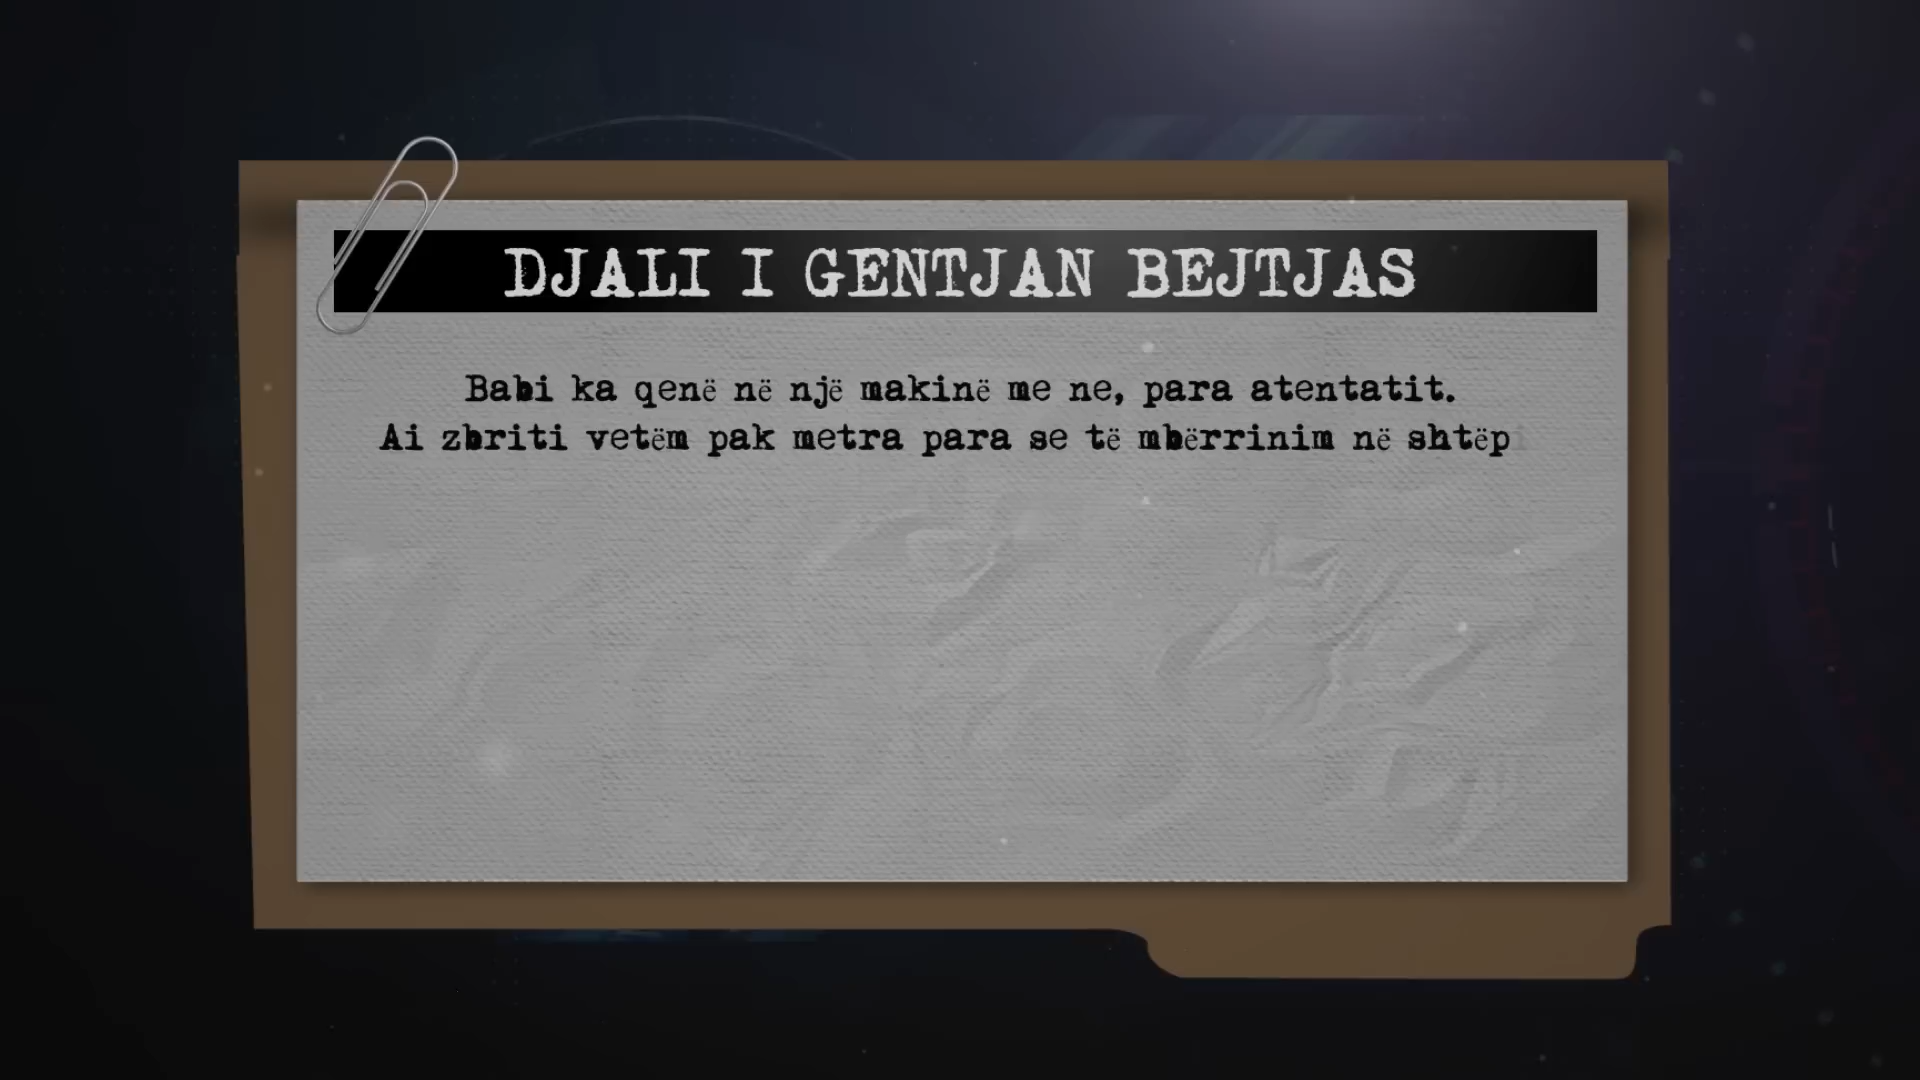 DJALI I GENTJAN BEJTJAS
Babi ka qenë në një makinë me ne, para atentatit.
Ai zbriti vetëm pak metra para se të mbërrinim në shtëpi